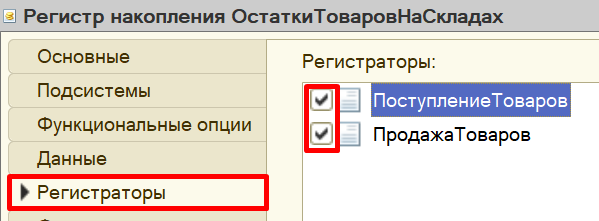 Регистр накопления ОстаткиТоваровНаСкладах
Основные
Подсистемы
Функциональные опции
Данные
Регистраторы
Регистраторы:
ПоступлениеТоваров
ПродажаТоваров